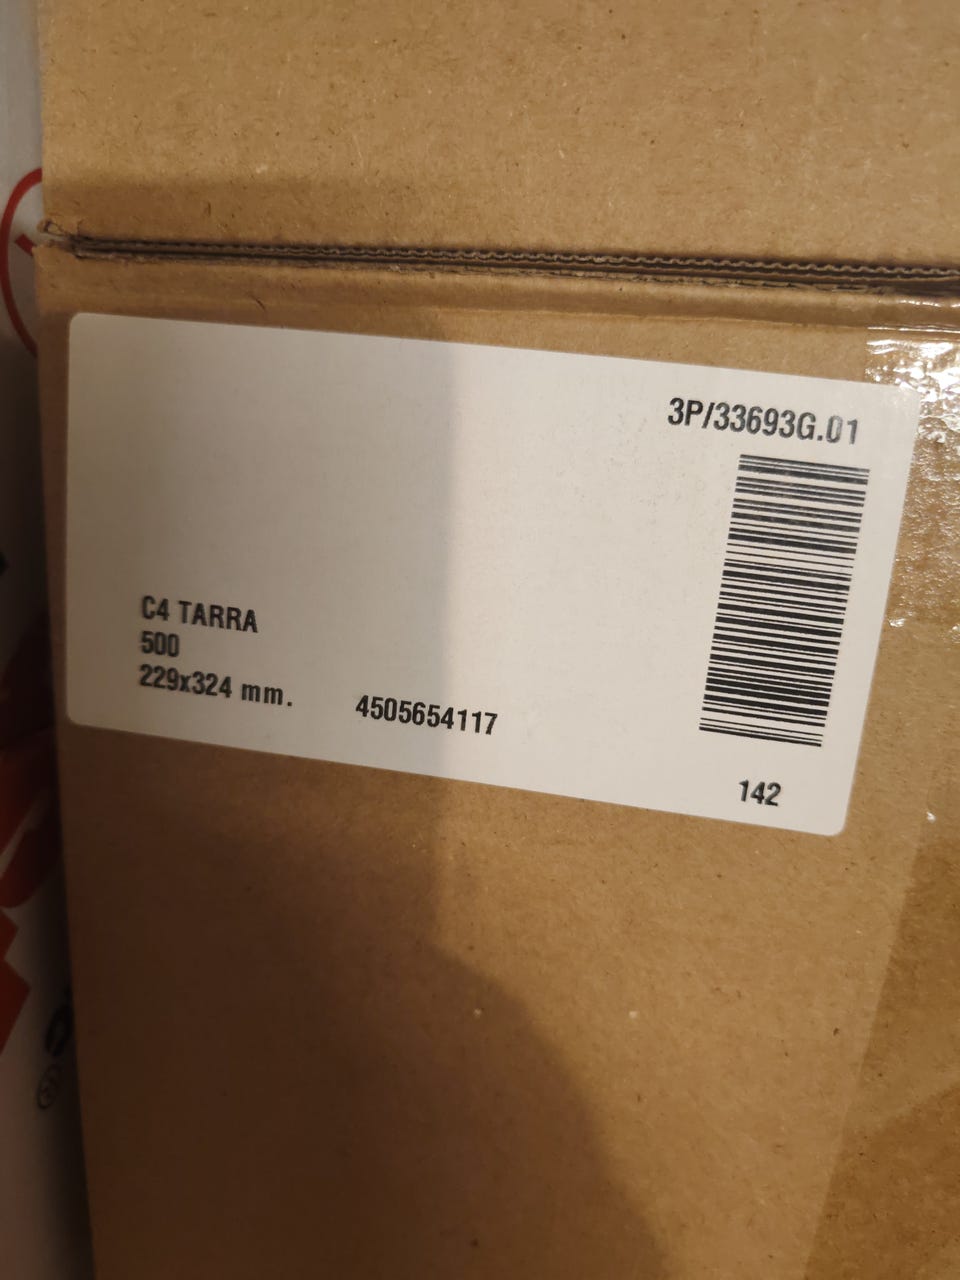 3P/33693G.01
C4 TARRA
500
229x324 mm.
4505654117
142